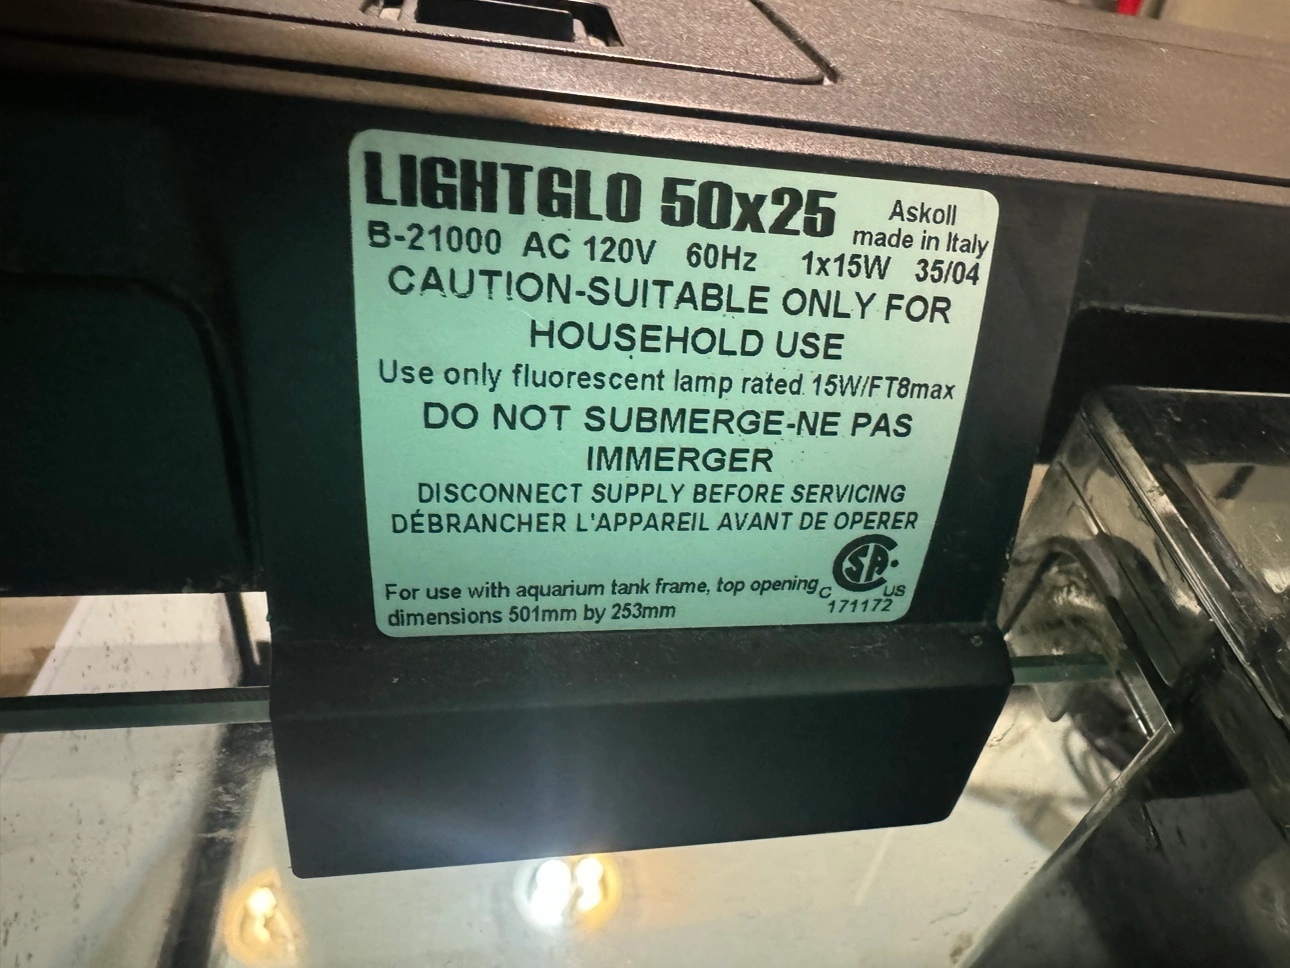 LIGHTGLO 50x25 Askoll
made in Italy
B-21000 AC 120V 60Hz 1x15W 35/04
CAUTION-SUITABLE ONLY FOR
HOUSEHOLD USE
Use only fluorescent lamp rated 15W/FT8max
DO NOT SUBMERGE-NE PAS
IMMERGER
DISCONNECT SUPPLY BEFORE SERVICING
DÉBRANCHER L'APPAREIL AVANT DE OPERER
For use with aquarium tank frame, top opening
dimensions 501mm by 253mm
C SA US
171172